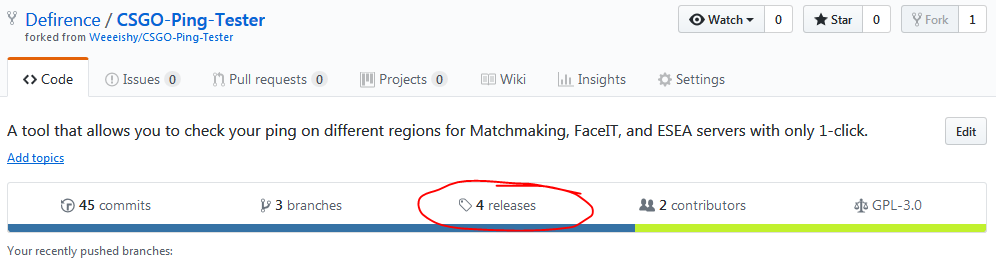 Defirence / CSGO-Ping-Tester Watch 0 Star 0 Fork 1
forked from Weeeishy/CSGO-Ping-Tester
Code Issues 0 Pull requests 0 Projects 0 Wiki Insights Settings
A tool that allows you to check your ping on different regions for Matchmaking, FaceIT, and ESEA servers with only 1-click. Edit
Add topics
45 commits 3 branches 4 releases 2 contributors GPL-3.0
Your recently pushed branches: